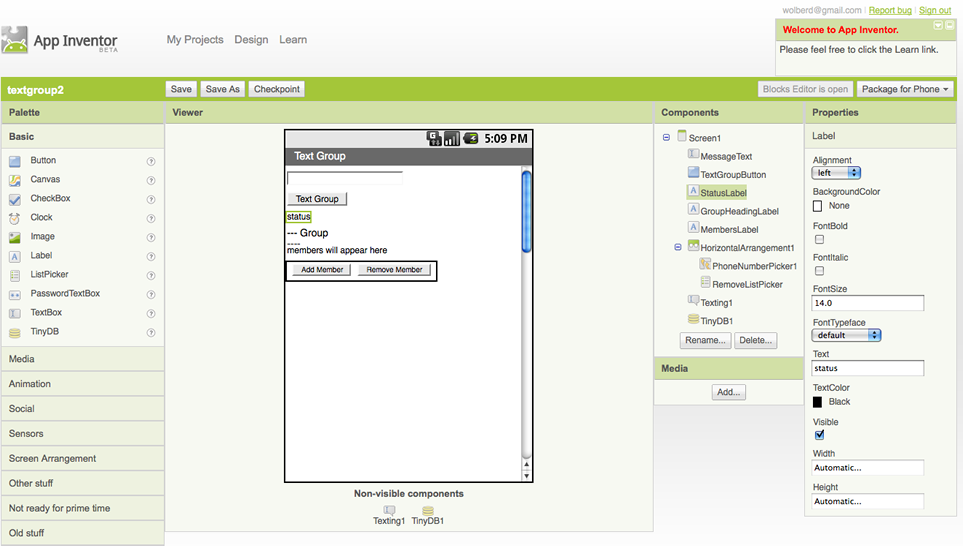 wolberd@gmail.com | Report bug | Sign out
App Inventor
BETA
My Projects Design Learn
Welcome to App Inventor.
Please feel free to click the Learn link.
textgroup2
Save Save As Checkpoint
Blocks Editor is open Package for Phone
Palette
Basic
Button ?
Canvas ?
CheckBox ?
Clock ?
Image ?
A Label ?
ListPicker ?
PasswordTextBox ?
TextBox ?
TinyDB ?
Media
Animation
Social
Sensors
Screen Arrangement
Other stuff
Not ready for prime time
Old stuff
Viewer
5:09 PM
Text Group
Text Group
status
--- Group
----
members will appear here
Add Member Remove Member
Non-visible components
Texting1 TinyDB1
Components
Screen1
MessageText
TextGroupButton
A StatusLabel
A GroupHeadingLabel
A MembersLabel
HorizontalArrangement1
PhoneNumberPicker1
RemoveListPicker
Texting1
TinyDB1
Rename... Delete...
Media
Add...
Properties
Label
Alignment
left
BackgroundColor
None
FontBold
FontItalic
FontSize
14.0
FontTypeface
default
Text
status
TextColor
Black
Visible
Width
Automatic...
Height
Automatic...